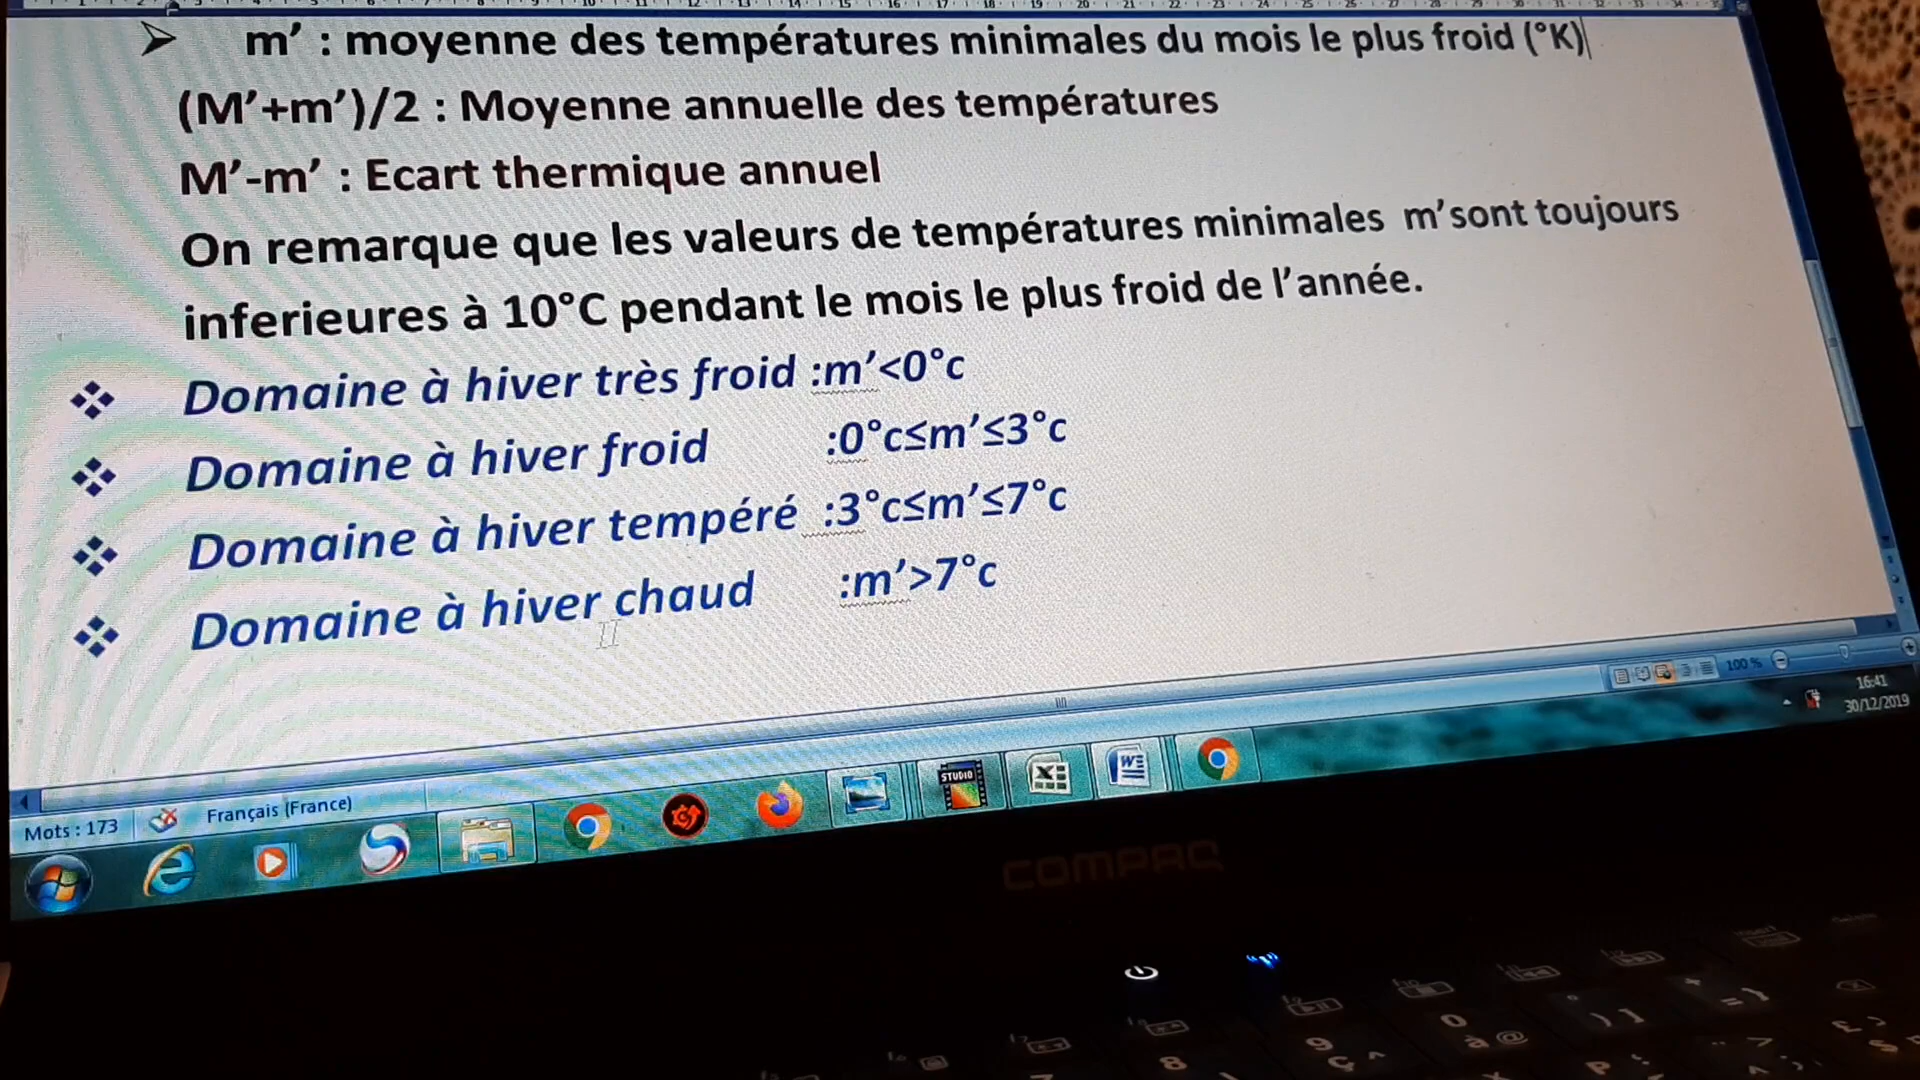 m’ : moyenne des températures minimales du mois le plus froid (°K)
(M’+m’)/2 : Moyenne annuelle des températures
M’-m’ : Ecart thermique annuel
On remarque que les valeurs de températures minimales m’sont toujours
inferieures à 10°C pendant le mois le plus froid de l’année.
Domaine à hiver très froid :m’<0°c
Domaine à hiver froid :0°c≤m’≤3°c
Domaine à hiver tempéré :3°c≤m’≤7°c
Domaine à hiver chaud :m’>7°c
100 %
16:41
30/12/2019
Mots : 173
Français (France)
STUDIO
COMPAQ